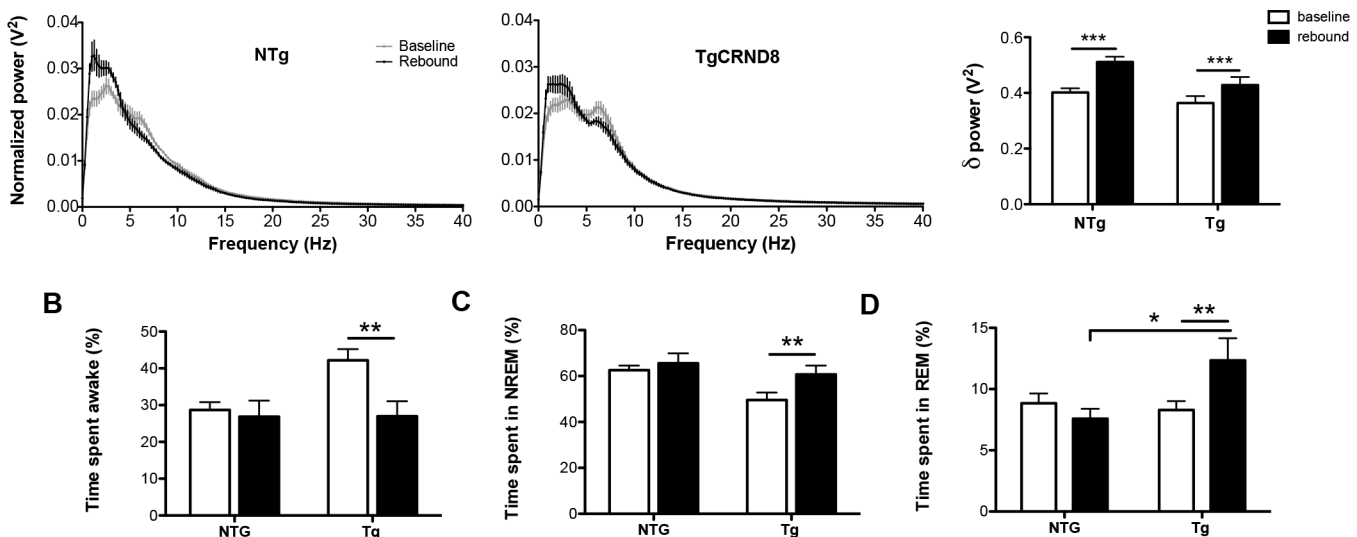 0.04
0.03
0.02
0.01
0.00
Normalized power (V2)
NTg
Baseline
Rebound
0 5 10 15 20 25 30 35 40
Frequency (Hz)
0.04
0.03
0.02
0.01
0.00
TgCRND8
0 5 10 15 20 25 30 35 40
Frequency (Hz)
baseline
rebound
0.6
0.4
0.2
0.0
δ power (V2)
***
***
NTg Tg
B
Time spent awake (%)
50
40
30
20
10
0
**
NTG Tg
C
Time spent in NREM (%)
80
60
40
20
0
**
NTG Tg
D
Time spent in REM (%)
15
10
5
0
* **
NTG Tg